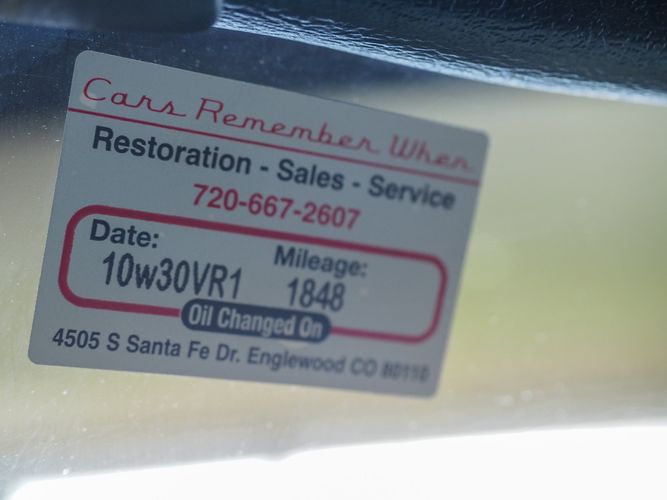 Cars Remember When
Restoration - Sales - Service
720-667-2607
Date: Mileage:
10w30VR1 1848
Oil Changed On
4505 S Santa Fe Dr. Englewood CO 80110